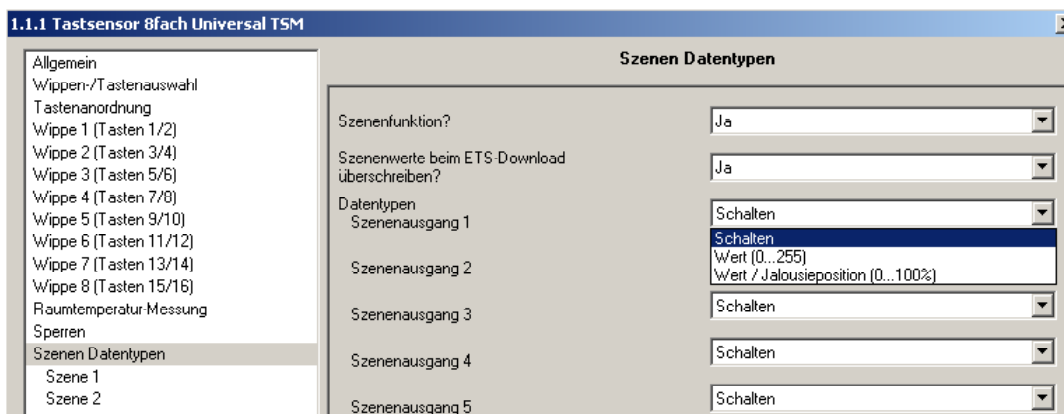 1.1.1 Tastsensor 8fach Universal TSM
Allgemein
Wippen-/Tastenauswahl
Tastenanordnung
Wippe 1 (Tasten 1/2)
Wippe 2 (Tasten 3/4)
Wippe 3 (Tasten 5/6)
Wippe 4 (Tasten 7/8)
Wippe 5 (Tasten 9/10)
Wippe 6 (Tasten 11/12)
Wippe 7 (Tasten 13/14)
Wippe 8 (Tasten 15/16)
Raumtemperatur-Messung
Sperren
Szenen Datentypen
Szene 1
Szene 2
Szenen Datentypen
Szenenfunktion?
Ja
Szenenwerte beim ETS-Download
überschreiben?
Ja
Datentypen
Szenenausgang 1
Schalten
Schalten
Wert (0...255)
Wert / Jalousieposition (0...100%)
Szenenausgang 2
Szenenausgang 3
Schalten
Szenenausgang 4
Schalten
Szenenausgang 5
Schalten